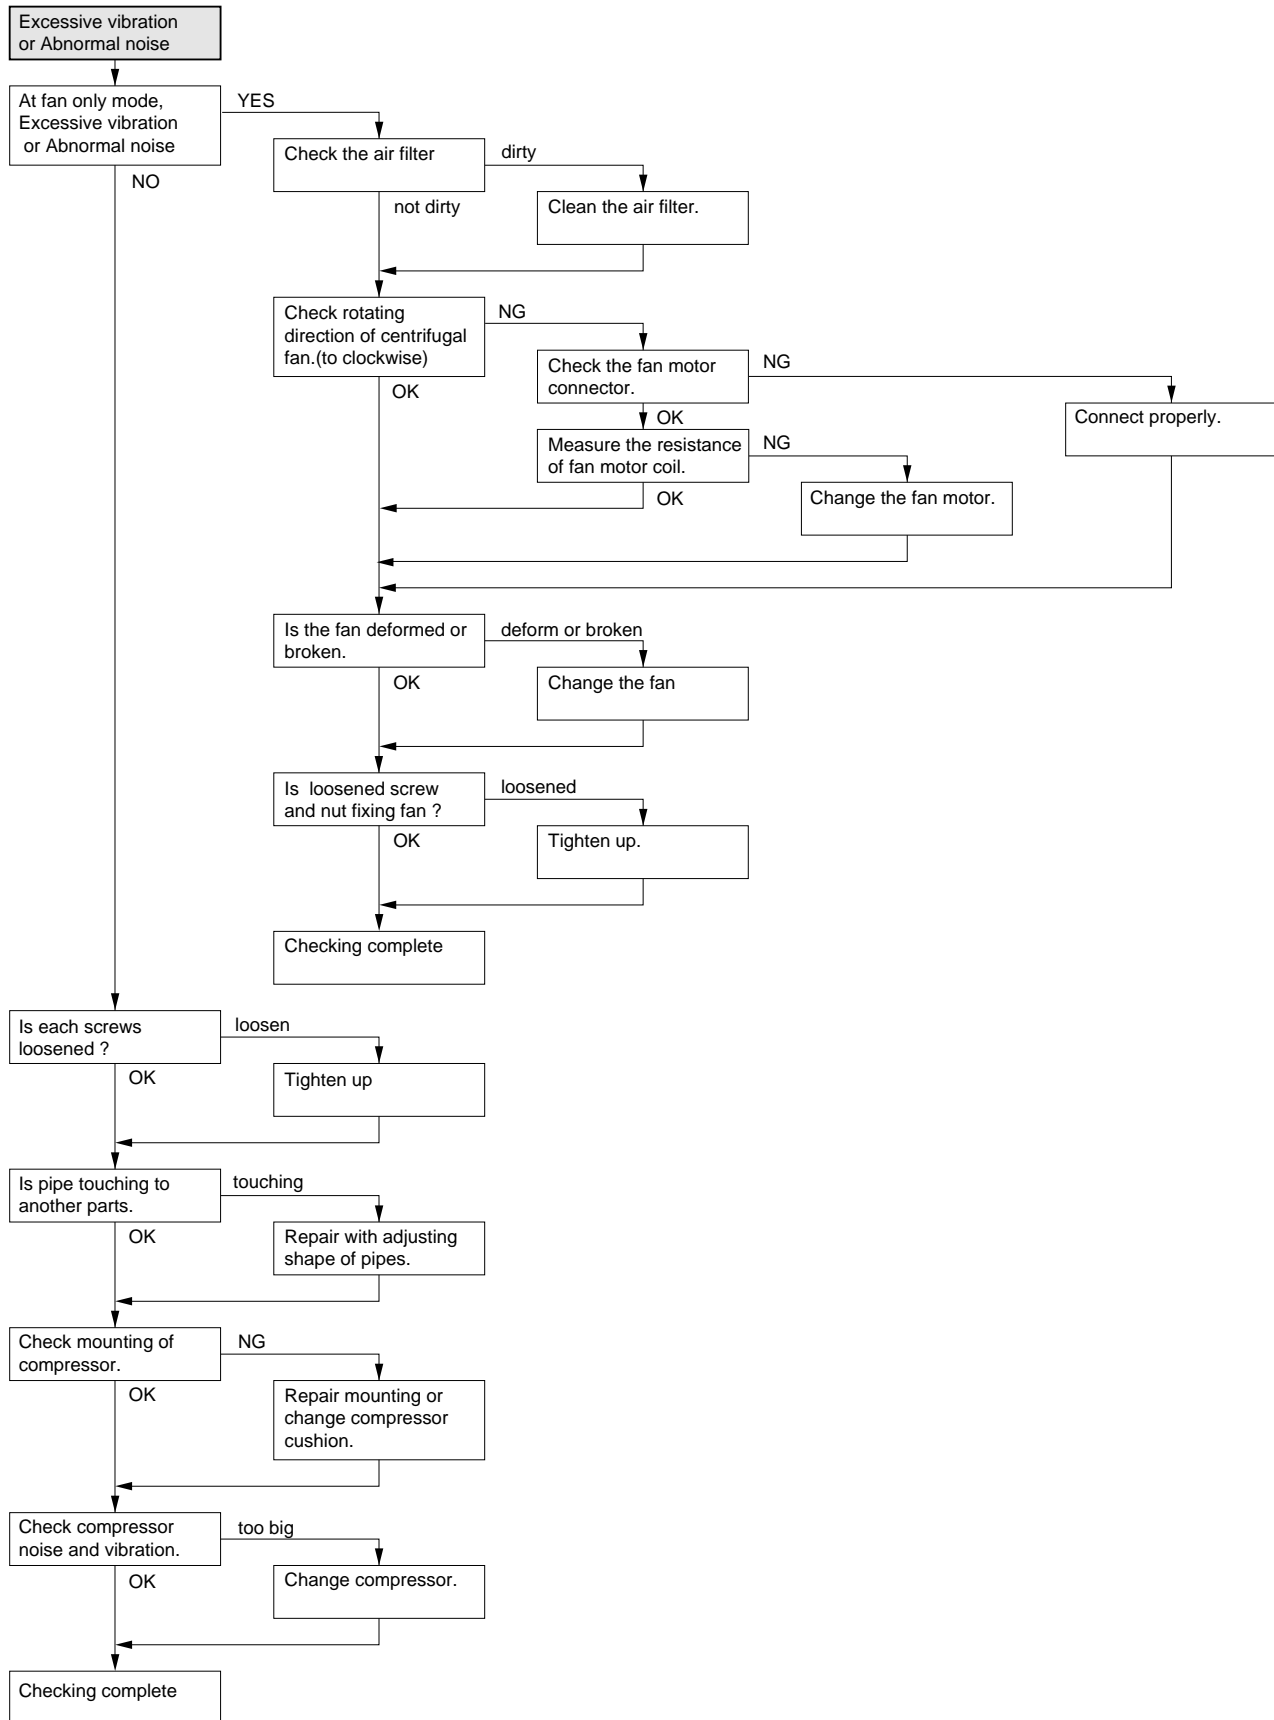 Excessive vibration
or Abnormal noise
At fan only mode,
Excessive vibration
or Abnormal noise
YES
NO
Check the air filter
dirty
not dirty
Clean the air filter.
Check rotating
direction of centrifugal
fan.(to clockwise)
NG
OK
Check the fan motor
connector.
NG
OK
Connect properly.
Measure the resistance
of fan motor coil.
NG
OK
Change the fan motor.
Is the fan deformed or
broken.
deform or broken
OK
Change the fan
Is loosened screw
and nut fixing fan ?
loosened
OK
Tighten up.
Checking complete
Is each screws
loosened ?
loosen
OK
Tighten up
Is pipe touching to
another parts.
touching
OK
Repair with adjusting
shape of pipes.
Check mounting of
compressor.
NG
OK
Repair mounting or
change compressor
cushion.
Check compressor
noise and vibration.
too big
OK
Change compressor.
Checking complete